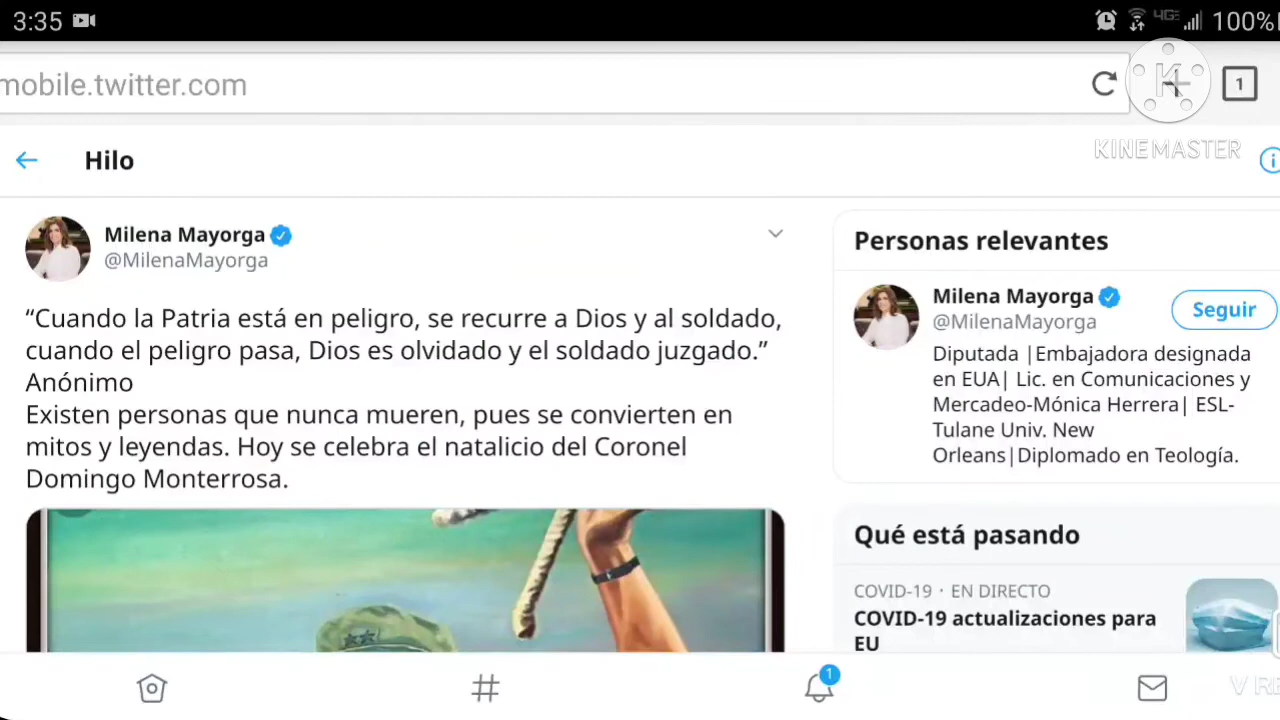 3:35
4GE
100%
mobile.twitter.com
K
1
KINEMASTER
Hilo
Milena Mayorga
@MilenaMayorga
“Cuando la Patria está en peligro, se recurre a Dios y al soldado,
cuando el peligro pasa, Dios es olvidado y el soldado juzgado.”
Anónimo
Existen personas que nunca mueren, pues se convierten en
mitos y leyendas. Hoy se celebra el natalicio del Coronel
Domingo Monterrosa.
Personas relevantes
Milena Mayorga
@MilenaMayorga
Seguir
Diputada |Embajadora designada
en EUA| Lic. en Comunicaciones y
Mercadeo-Mónica Herrera| ESL-
Tulane Univ. New
Orleans|Diplomado en Teología.
Qué está pasando
COVID-19 · EN DIRECTO
COVID-19 actualizaciones para
EU
1